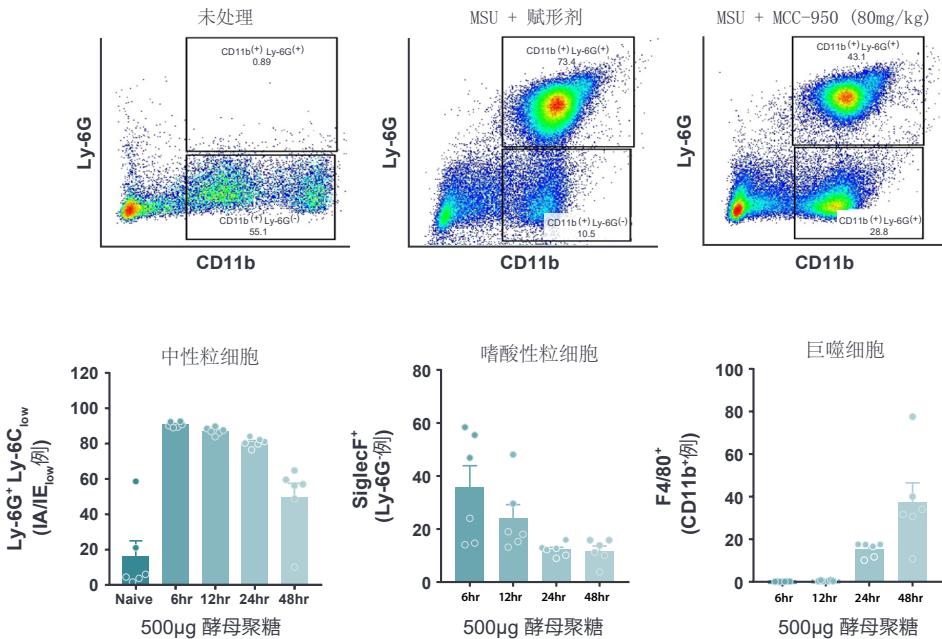 未处理
MSU + 赋形剂
MSU + MCC-950 (80mg/kg)
CD11b(+) Ly-6G(+)
0.89
CD11b(+) Ly-6G(-)
55.1
Ly-6G
CD11b
CD11b(+) Ly-6G(+)
73.4
CD11b(+) Ly-6G(-)
10.5
Ly-6G
CD11b
CD11b(+) Ly-6G(+)
43.1
CD11b(+) Ly-6G(+)
28.8
Ly-6G
CD11b
中性粒细胞
Ly-6G+ Ly-6Clow
(IA/IElow例)
120
100
80
60
40
20
0
Naive 6hr 12hr 24hr 48hr
500μg 酵母聚糖
嗜酸性粒细胞
SiglecF+
(Ly-6G-例)
80
60
40
20
0
6hr 12hr 24hr 48hr
500μg 酵母聚糖
巨噬细胞
F4/80+
(CD11b+例)
100
80
60
40
20
0
6hr 12hr 24hr 48hr
500μg 酵母聚糖